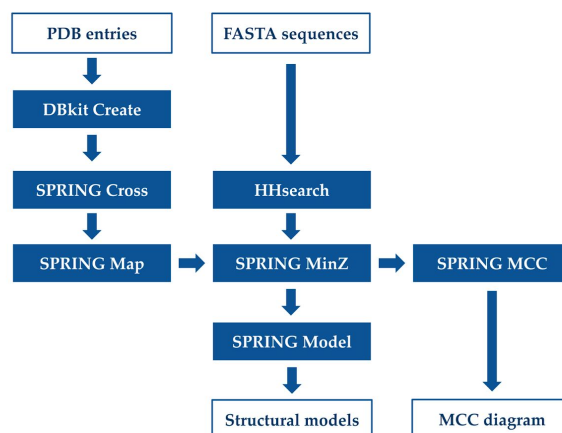 PDB entries
FASTA sequences
DBkit Create
SPRING Cross
HHsearch
SPRING Map
SPRING MinZ
SPRING MCC
SPRING Model
Structural models
MCC diagram